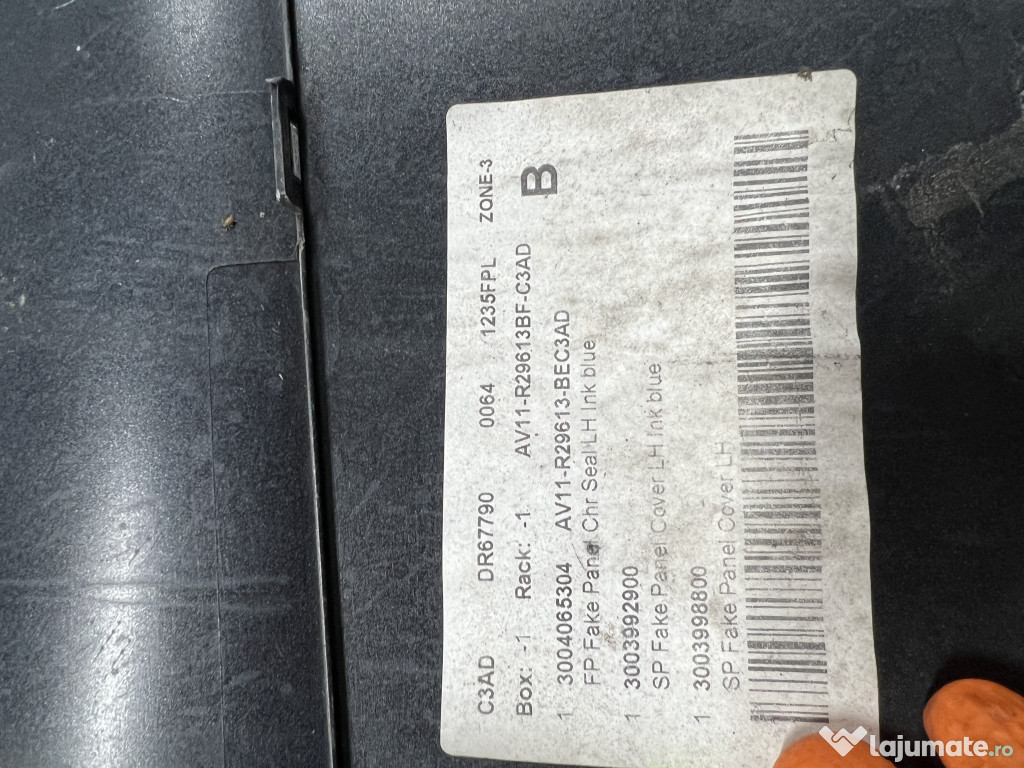 C3AD DR67790 0064 1235FPL ZONE-3
Box: -1 Rack: -1 AV11-R29613BF-C3AD B
1 3004065304 AV11-R29613-BEC3AD
FP Fake Panel Chr Seal LH Ink blue
1 3003992900
SP Fake Panel Cover LH Ink blue
1 3003998800
SP Fake Panel Cover LH
lajumate.ro